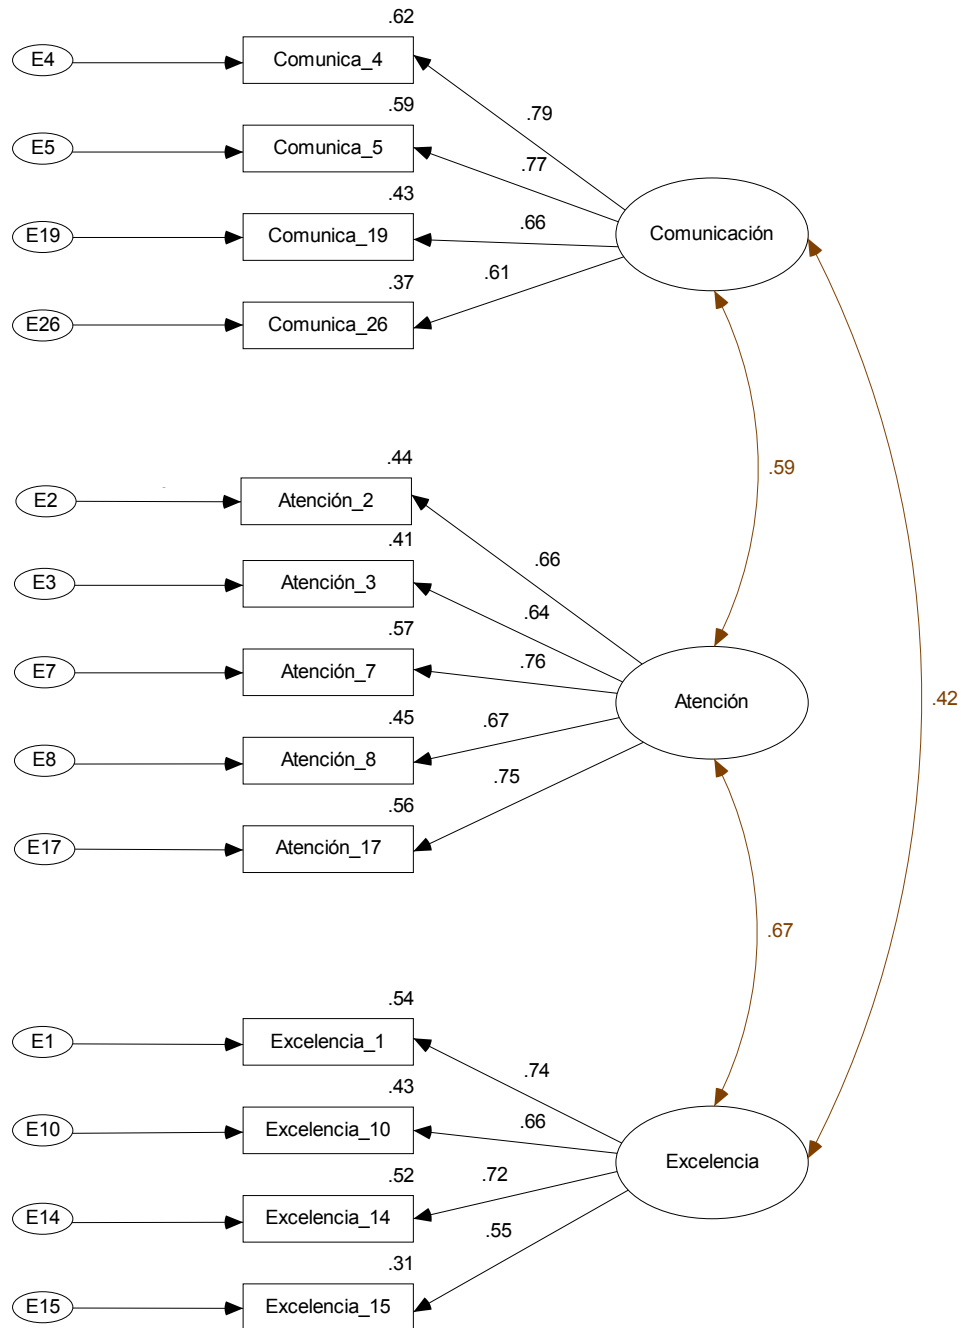 .62
E4 Comunica_4
.79
.59
E5 Comunica_5
.77
.43
E19 Comunica_19
.66
Comunicación
.37
E26 Comunica_26
.61
.59
.44
E2 Atención_2
.66
.41
E3 Atención_3
.64
.57
E7 Atención_7
.76
Atención
.42
.45
E8 Atención_8
.67
.56
E17 Atención_17
.75
.67
.54
E1 Excelencia_1
.74
.43
E10 Excelencia_10
.66
Excelencia
.52
E14 Excelencia_14
.72
.31
E15 Excelencia_15
.55